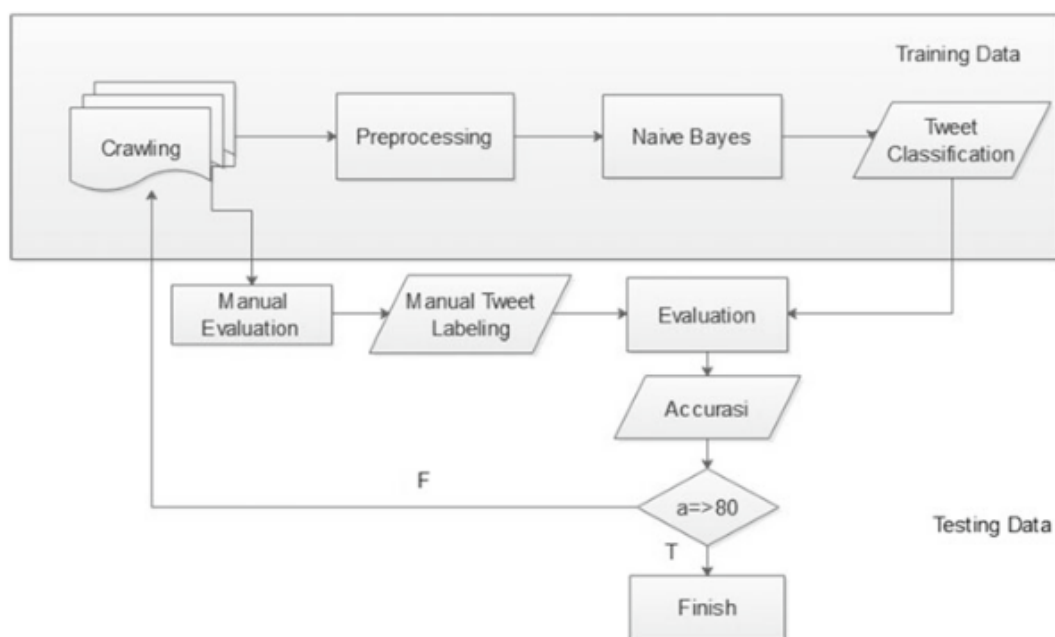 Training Data
Crawling
Preprocessing
Naive Bayes
Tweet
Classification
Manual
Evaluation
Manual Tweet
Labeling
Evaluation
Accurasi
F
a=>80
Testing Data
T
Finish